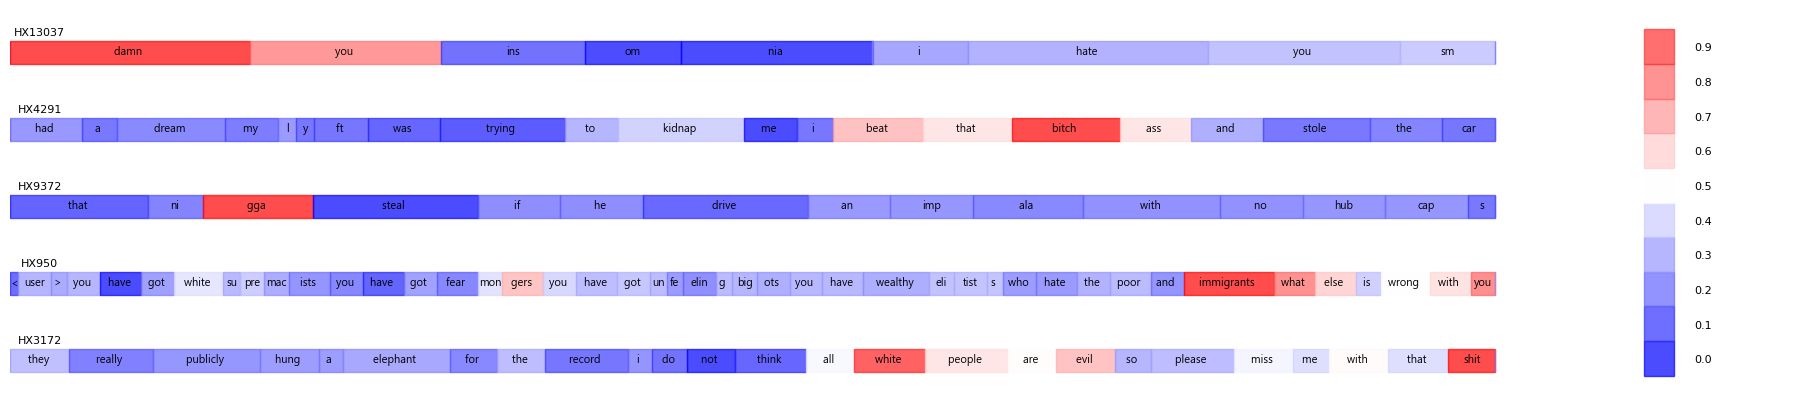 HX13037
damn you ins om nia i hate you sm
HX4291
had a dream my l y ft was trying to kidnap me i beat that bitch ass and stole the car
HX9372
that ni gga steal if he drive an imp ala with no hub cap s
HX950
< user > you have got white su pre mac ists you have got fear mon gers you have got un fe elin g big ots you have wealthy eli tist s who hate the poor and immigrants what else is wrong with you
HX3172
they really publicly hung a elephant for the record i do not think all white people are evil so please miss me with that shit
0.9
0.8
0.7
0.6
0.5
0.4
0.3
0.2
0.1
0.0